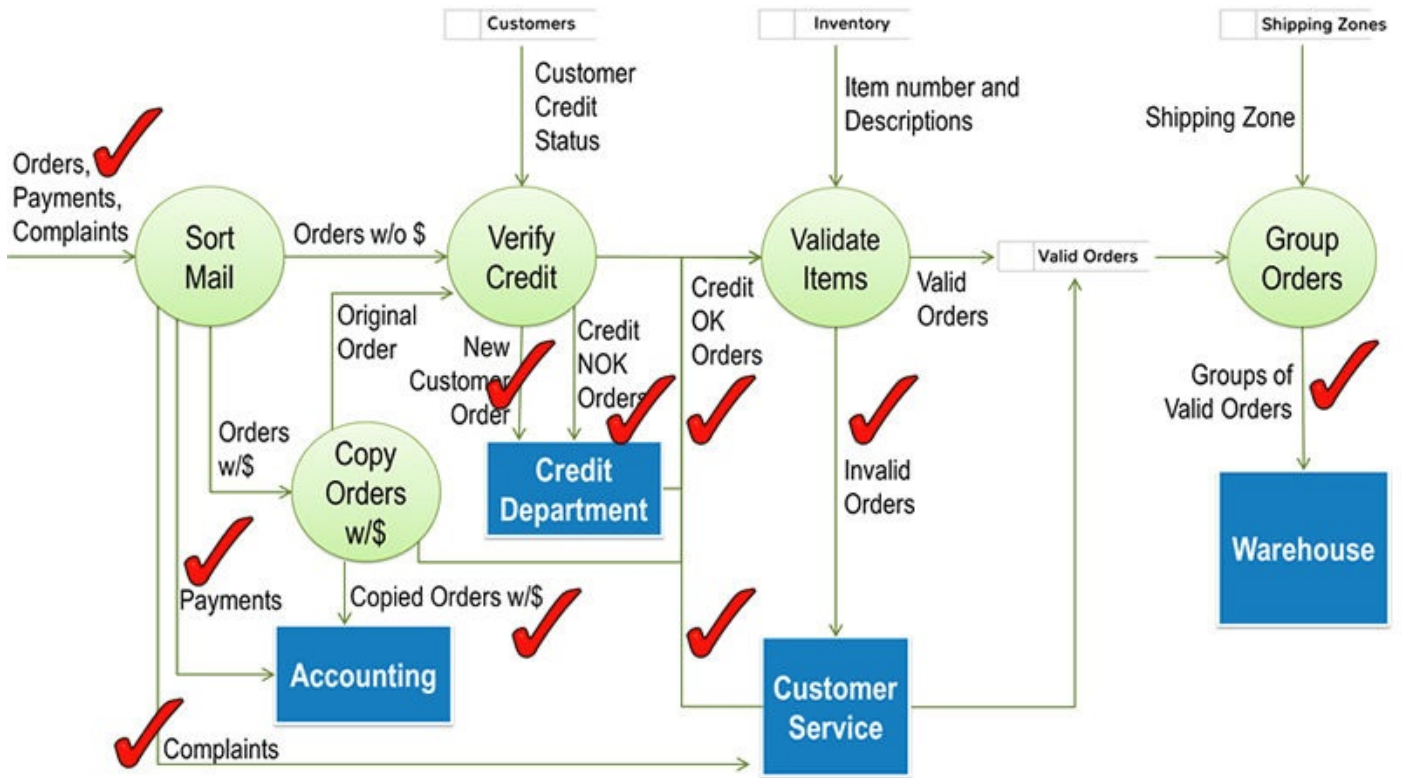 Customers
Inventory
Shipping Zones
Customer
Credit
Status
Item number and
Descriptions
Shipping Zone
Orders,
Payments,
Complaints
Sort
Mail
Orders w/o $
Verify
Credit
Validate
Items
Valid Orders
Group
Orders
Original
Order
New
Customer
Order
Credit
NOK
Orders
Credit
OK
Orders
Valid
Orders
Groups of
Valid Orders
Orders
w/$
Copy
Orders
w/$
Credit
Department
Invalid
Orders
Warehouse
Payments
Copied Orders w/$
Accounting
Customer
Service
Complaints